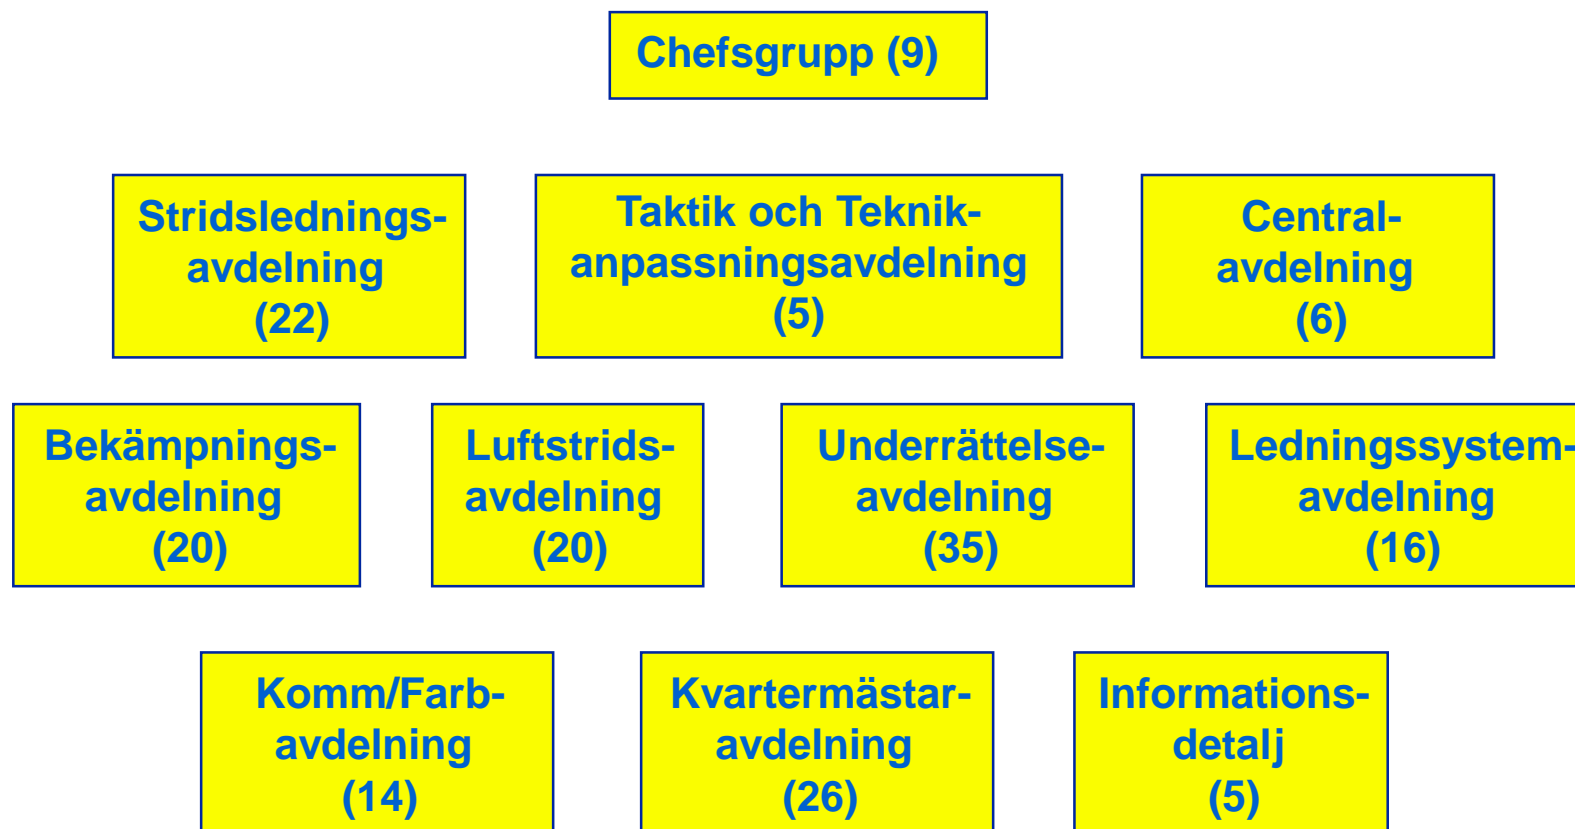 Chefsgrupp (9)
Stridslednings-
avdelning
(22)
Taktik och Teknik-
anpassningsavdelning
(5)
Central-
avdelning
(6)
Bekämpnings-
avdelning
(20)
Luftstrids-
avdelning
(20)
Underrättelse-
avdelning
(35)
Ledningssystem-
avdelning
(16)
Komm/Farb-
avdelning
(14)
Kvartermästar-
avdelning
(26)
Informations-
detalj
(5)